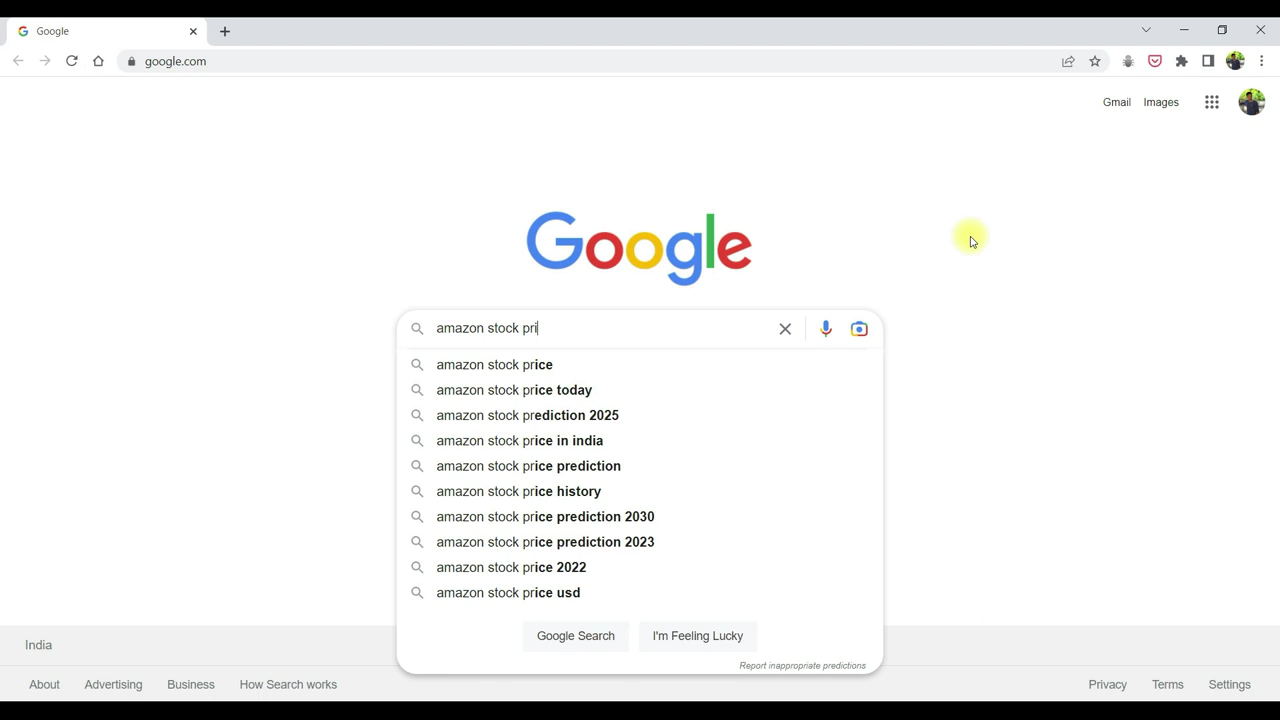 Google
google.com
Gmail Images
Google
amazon stock pri
amazon stock price
amazon stock price today
amazon stock prediction 2025
amazon stock price in india
amazon stock price prediction
amazon stock price history
amazon stock price prediction 2030
amazon stock price prediction 2023
amazon stock price 2022
amazon stock price usd
Google Search I'm Feeling Lucky
Report inappropriate predictions
India
About Advertising Business How Search works Privacy Terms Settings